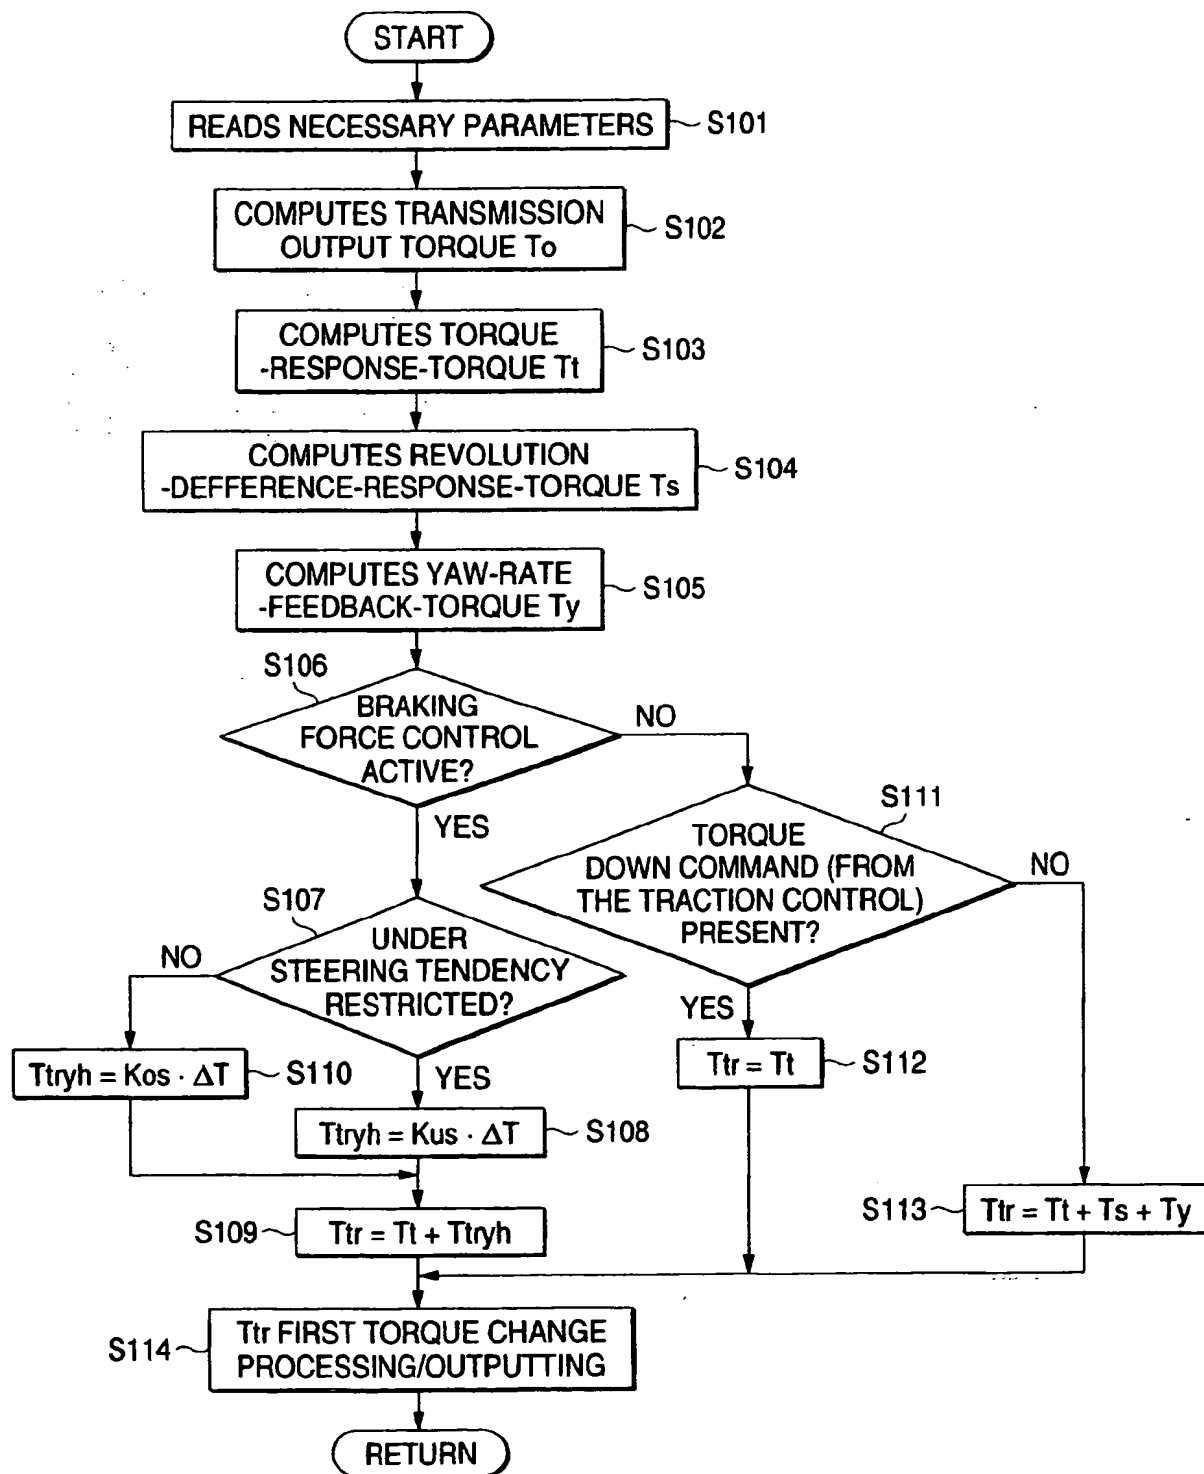 START
READS NECESSARY PARAMETERS
S101
COMPUTES TRANSMISSION
OUTPUT TORQUE To
S102
COMPUTES TORQUE
-RESPONSE-TORQUE Tt
S103
COMPUTES REVOLUTION
-DEFFERENCE-RESPONSE-TORQUE Ts
S104
COMPUTES YAW-RATE
-FEEDBACK-TORQUE Ty
S105
S106
BRAKING
FORCE CONTROL
ACTIVE?
NO
YES
S111
TORQUE
DOWN COMMAND (FROM
THE TRACTION CONTROL)
PRESENT?
NO
YES
S107
UNDER
STEERING TENDENCY
RESTRICTED?
NO
YES
Ttryh = Kos · ΔT
S110
Ttryh = Kus · ΔT
S108
Ttr = Tt
S112
S109
Ttr = Tt + Ttryh
S113
Ttr = Tt + Ts + Ty
S114
Ttr FIRST TORQUE CHANGE
PROCESSING/OUTPUTTING
RETURN